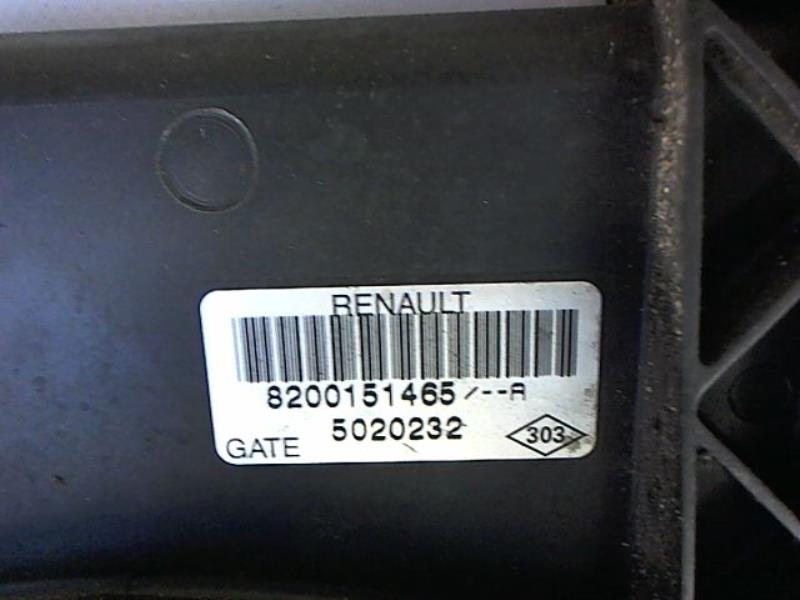 RENAULT
8200151465/--A
5020232
GATE
303